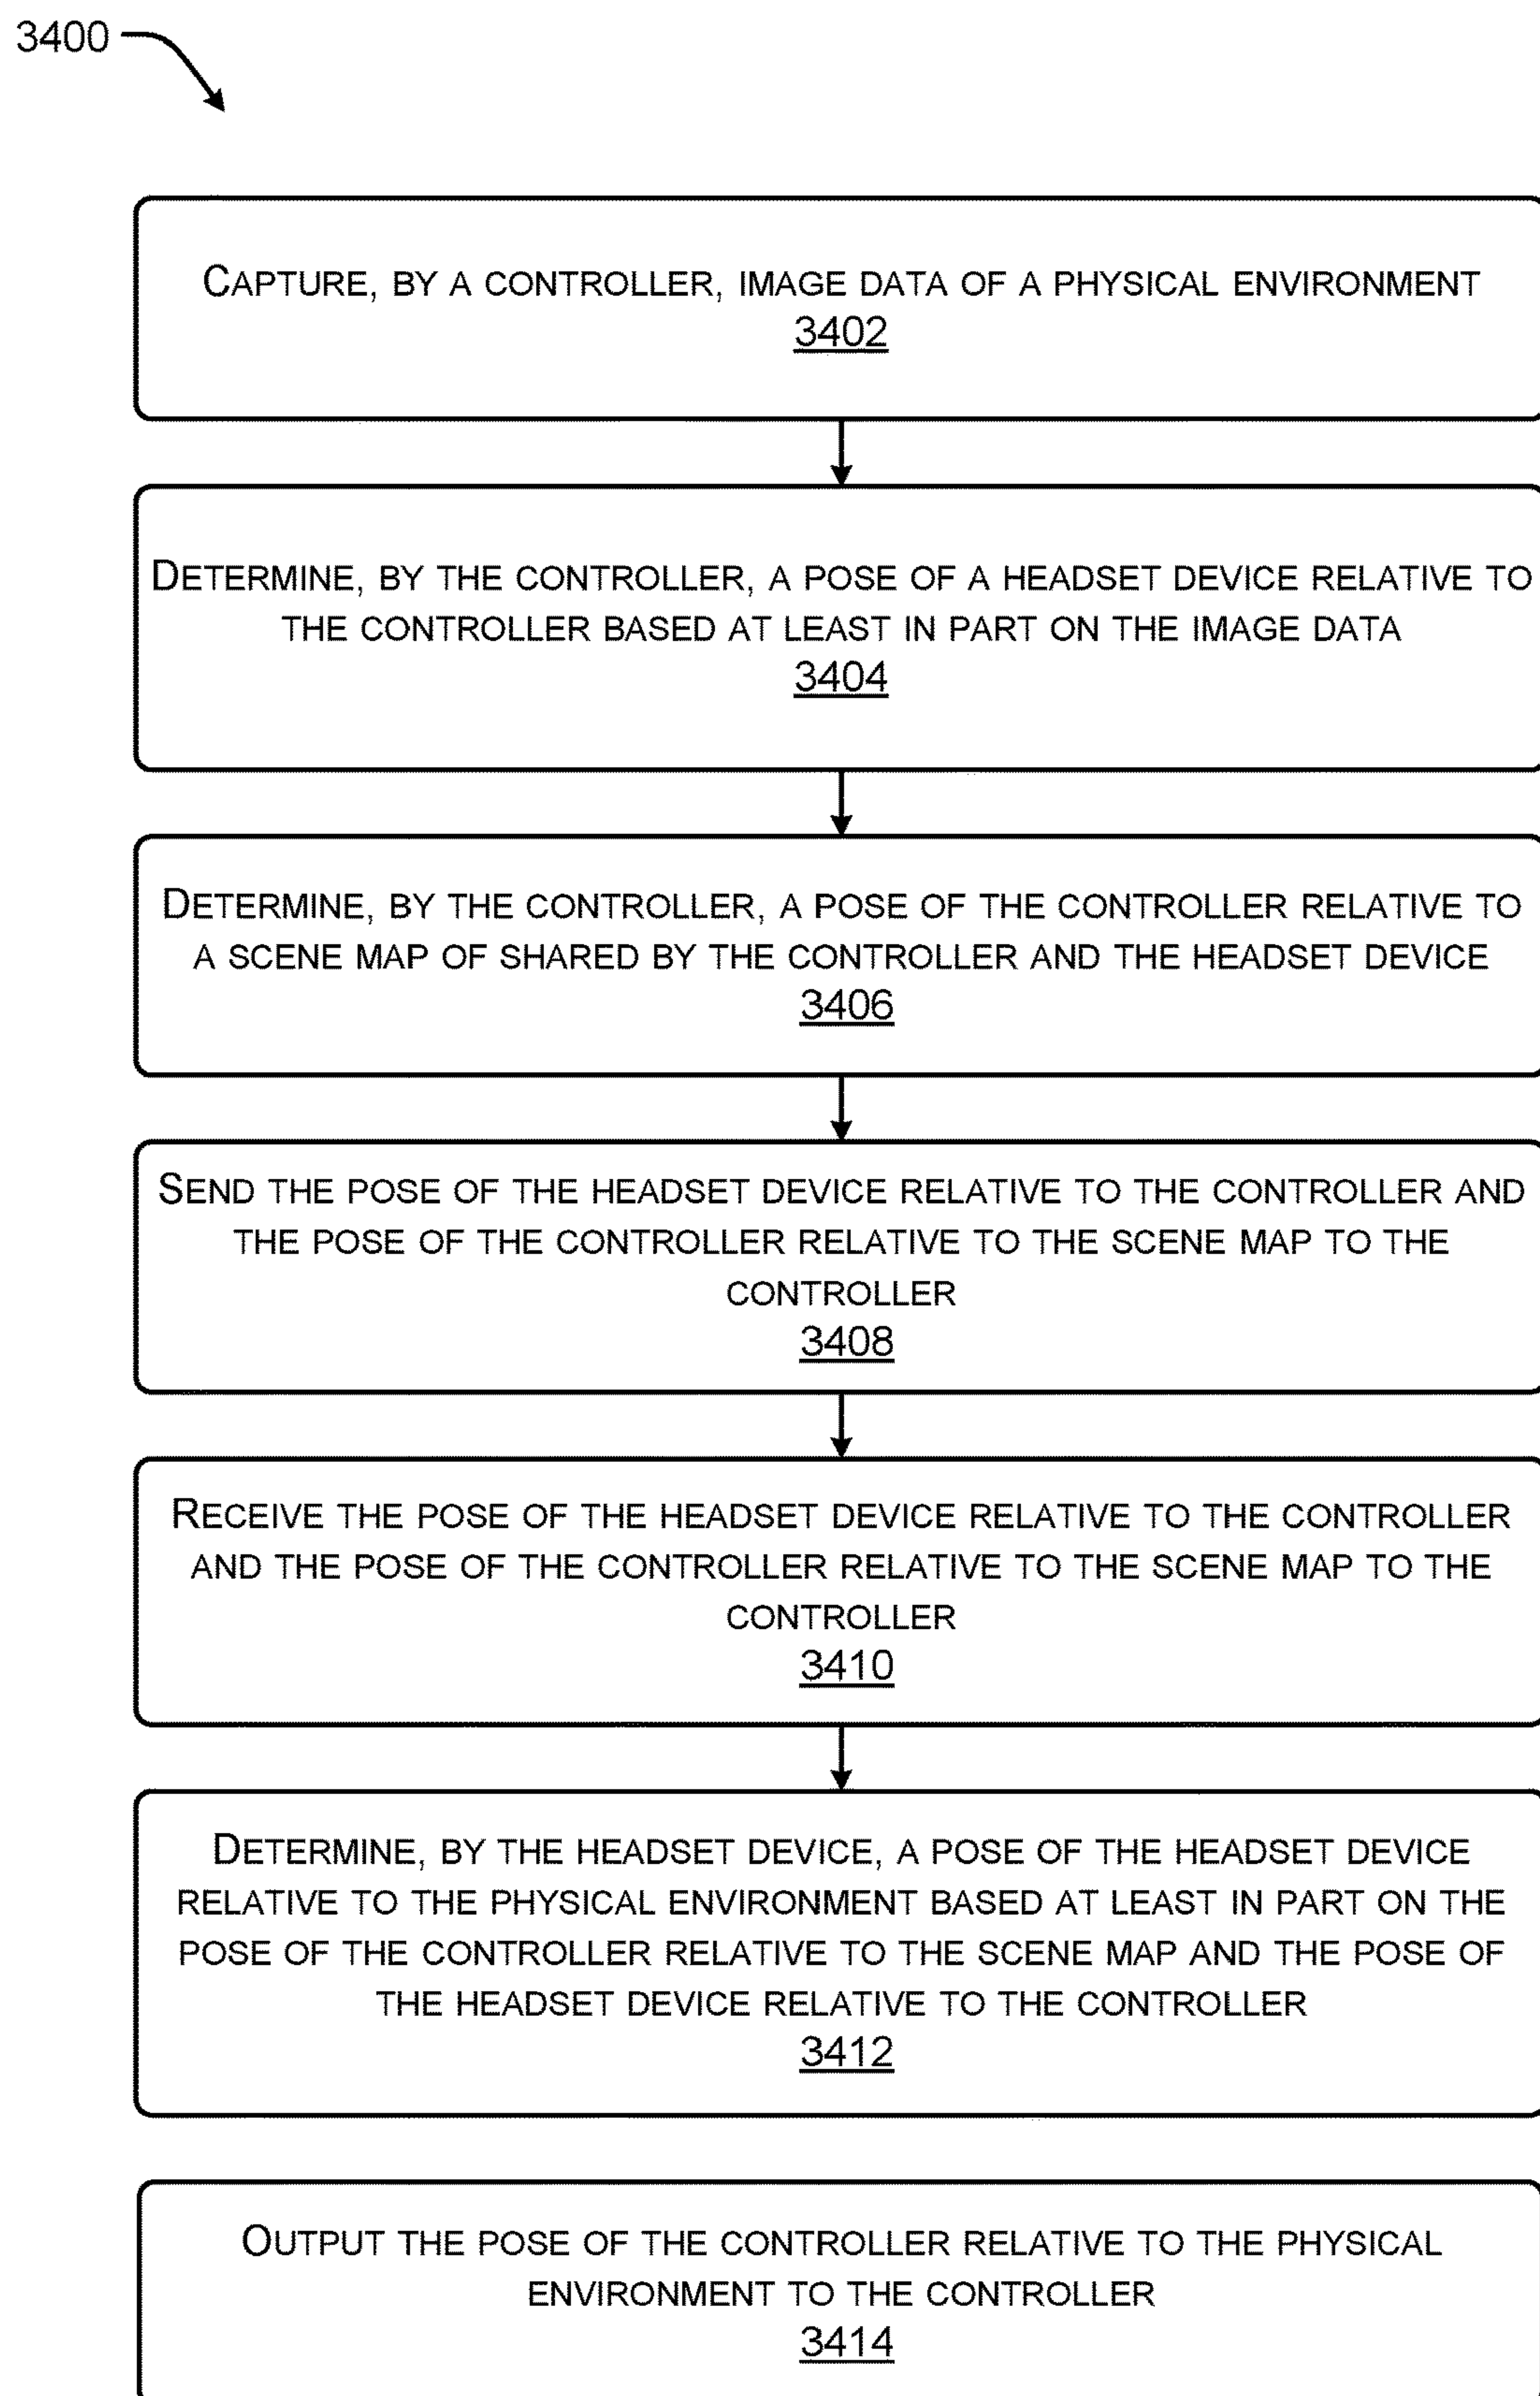 3400
CAPTURE, BY A CONTROLLER, IMAGE DATA OF A PHYSICAL ENVIRONMENT
3402
DETERMINE, BY THE CONTROLLER, A POSE OF A HEADSET DEVICE RELATIVE TO
THE CONTROLLER BASED AT LEAST IN PART ON THE IMAGE DATA
3404
DETERMINE, BY THE CONTROLLER, A POSE OF THE CONTROLLER RELATIVE TO
A SCENE MAP OF SHARED BY THE CONTROLLER AND THE HEADSET DEVICE
3406
SEND THE POSE OF THE HEADSET DEVICE RELATIVE TO THE CONTROLLER AND
THE POSE OF THE CONTROLLER RELATIVE TO THE SCENE MAP TO THE
CONTROLLER
3408
RECEIVE THE POSE OF THE HEADSET DEVICE RELATIVE TO THE CONTROLLER
AND THE POSE OF THE CONTROLLER RELATIVE TO THE SCENE MAP TO THE
CONTROLLER
3410
DETERMINE, BY THE HEADSET DEVICE, A POSE OF THE HEADSET DEVICE
RELATIVE TO THE PHYSICAL ENVIRONMENT BASED AT LEAST IN PART ON THE
POSE OF THE CONTROLLER RELATIVE TO THE SCENE MAP AND THE POSE OF
THE HEADSET DEVICE RELATIVE TO THE CONTROLLER
3412
OUTPUT THE POSE OF THE CONTROLLER RELATIVE TO THE PHYSICAL
ENVIRONMENT TO THE CONTROLLER
3414